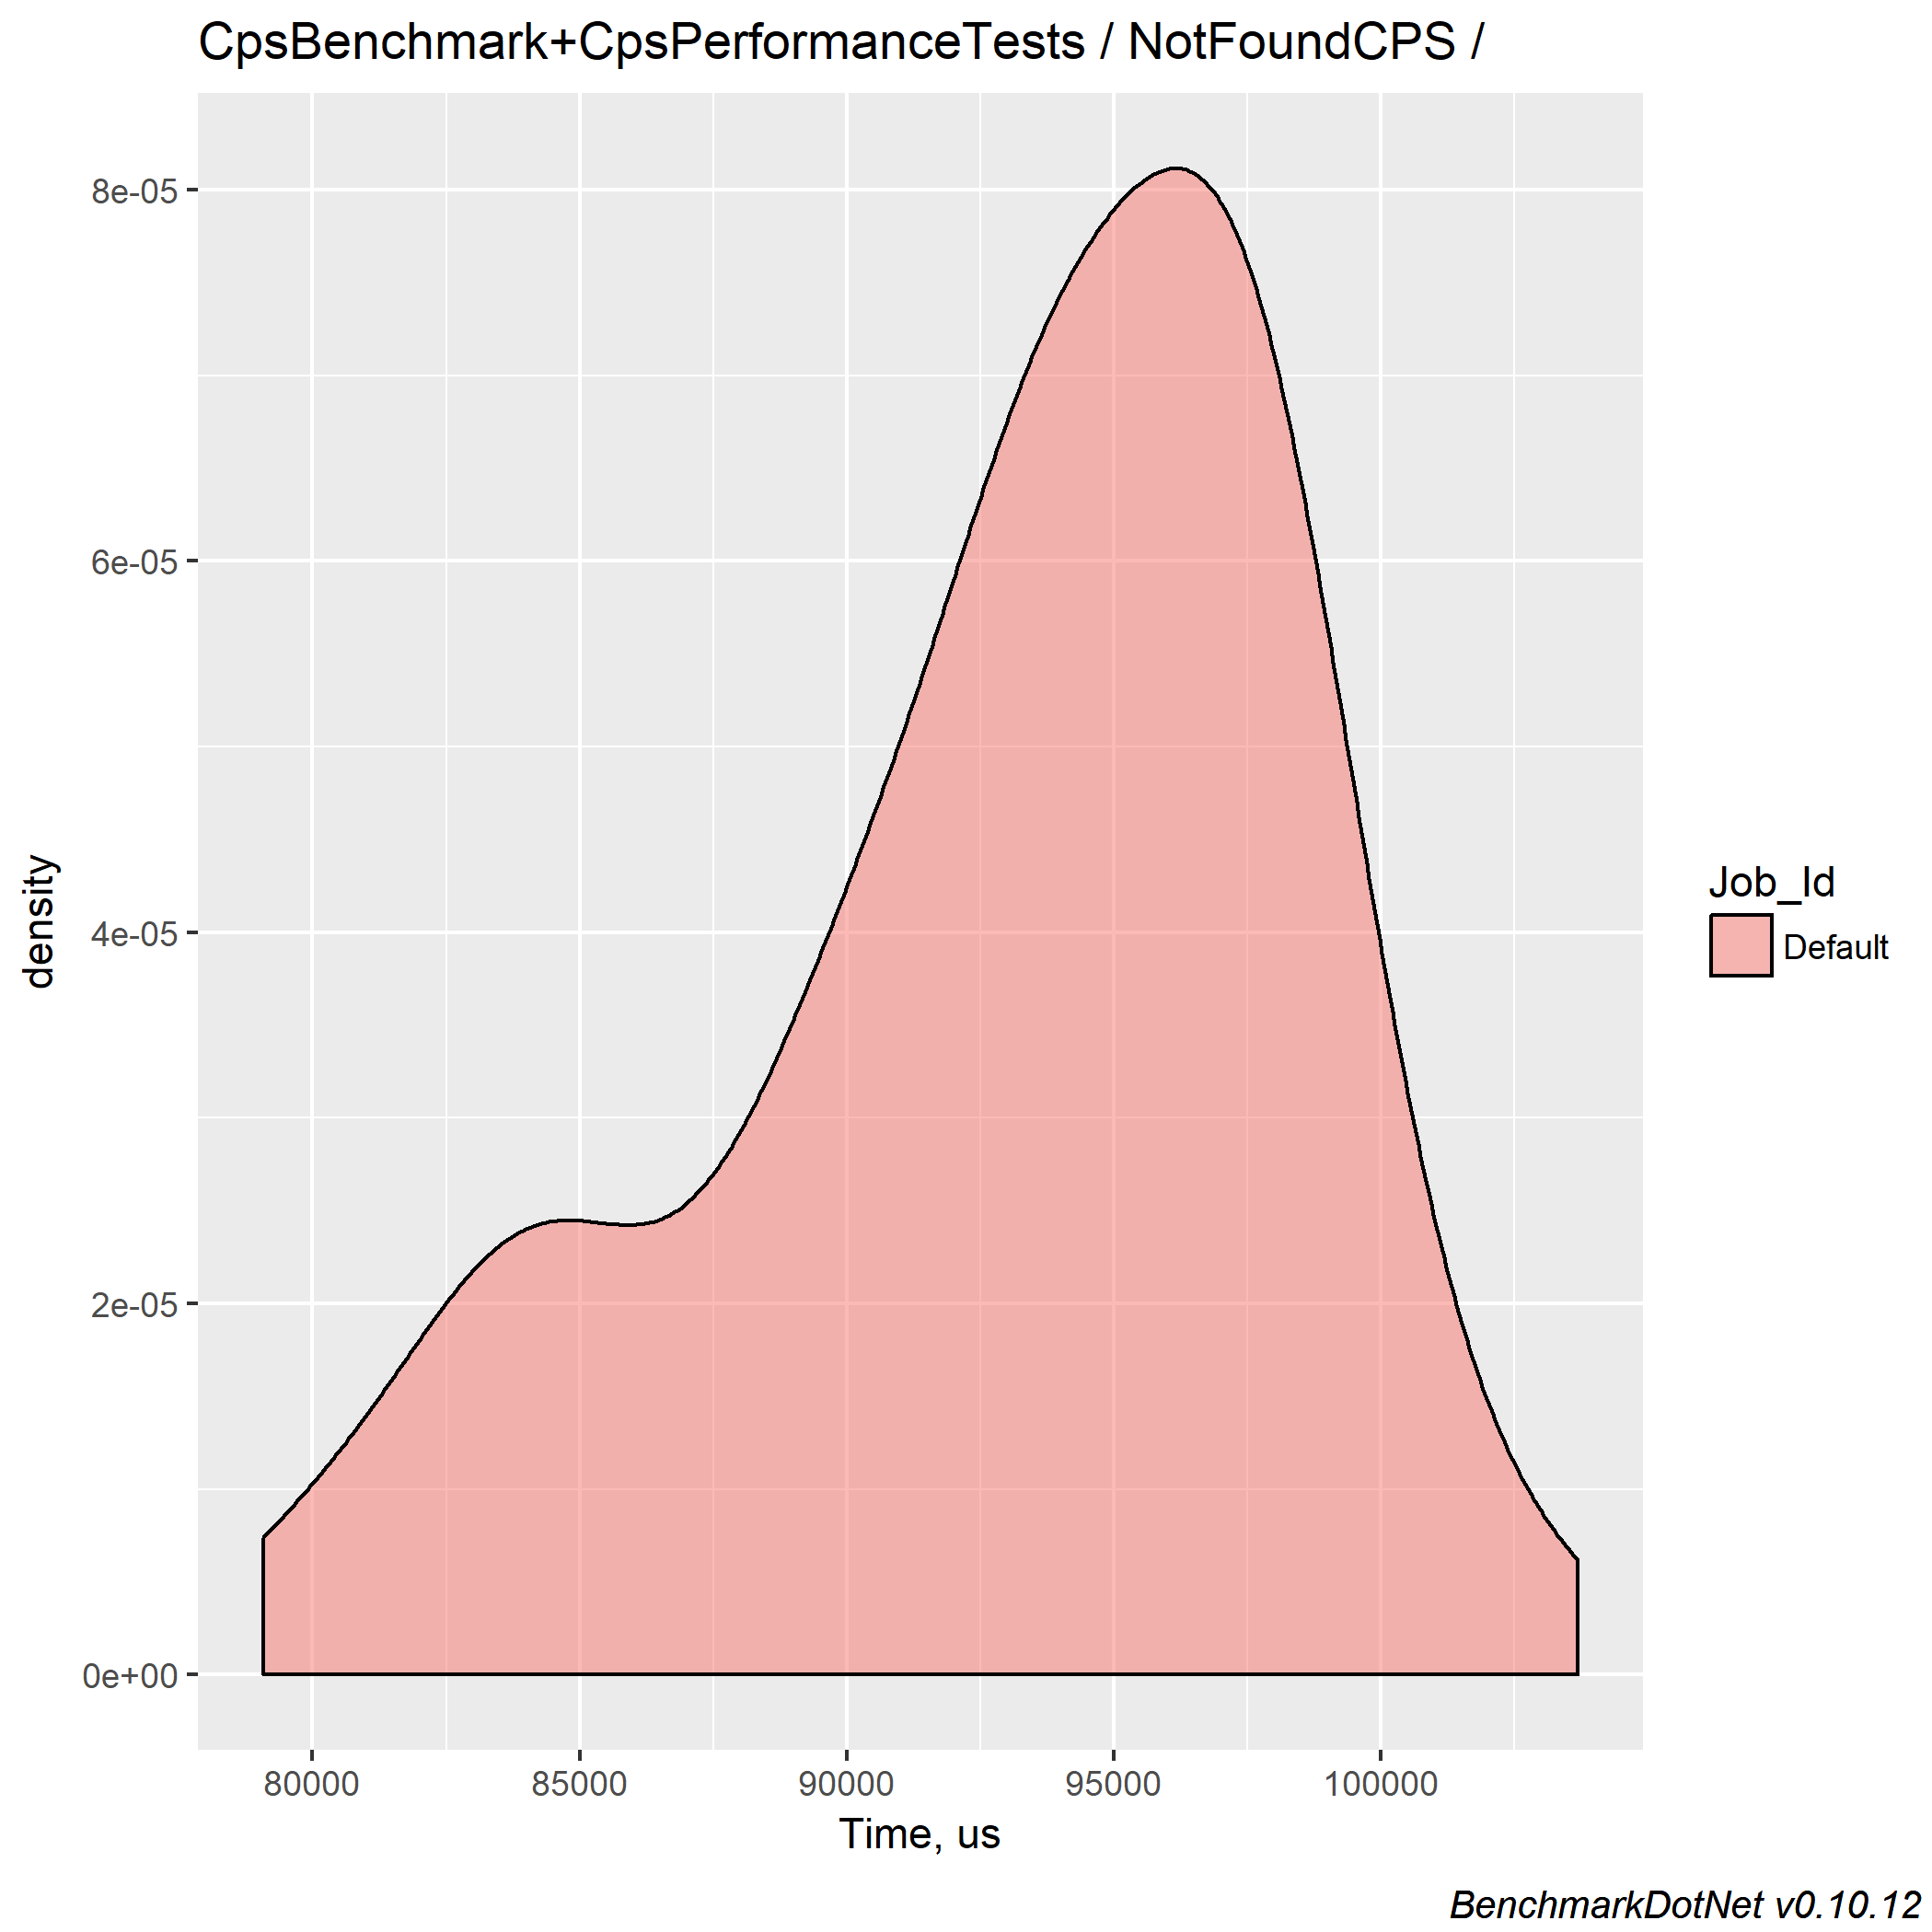 CpsBenchmark+CpsPerformanceTests / NotFoundCPS /
8e-05
6e-05
4e-05
2e-05
0e+00
density
80000 85000 90000 95000 100000
Time, us
Job_Id
Default
BenchmarkDotNet v0.10.12